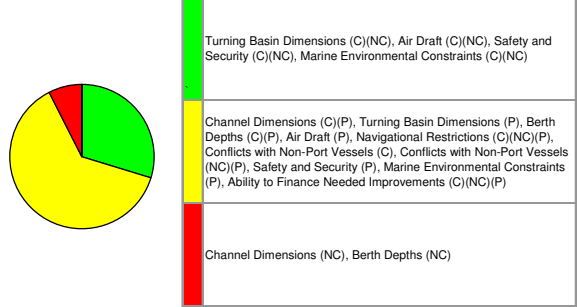 Turning Basin Dimensions (C)(NC), Air Draft (C)(NC), Safety and
Security (C)(NC), Marine Environmental Constraints (C)(NC)
Channel Dimensions (C)(P), Turning Basin Dimensions (P), Berth
Depths (C)(P), Air Draft (P), Navigational Restrictions (C)(NC)(P),
Conflicts with Non-Port Vessels (C), Conflicts with Non-Port Vessels
(NC)(P), Safety and Security (P), Marine Environmental Constraints
(P), Ability to Finance Needed Improvements (C)(NC)(P)
Channel Dimensions (NC), Berth Depths (NC)